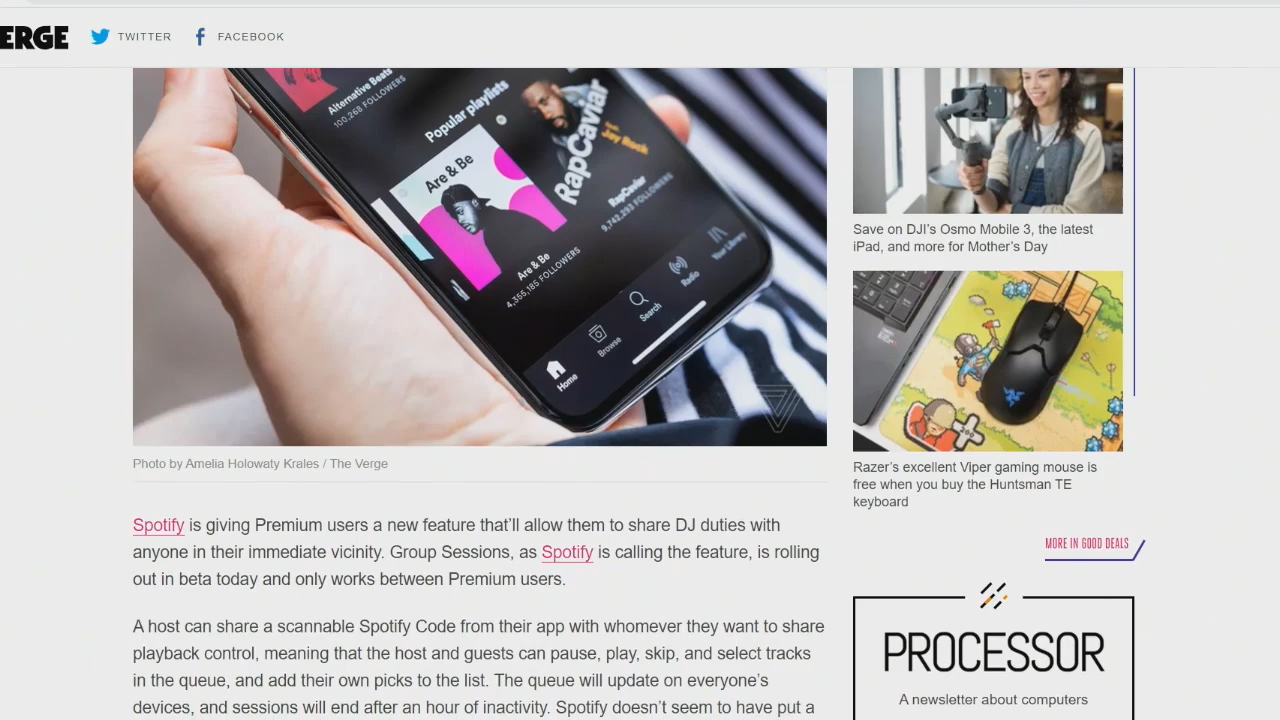 ERGE
TWITTER
FACEBOOK
Alternative Beats
100,268 FOLLOWERS
Popular playlists
Are & Be
RapCaviar
Jay Rock
Are & Be
4,355,185 FOLLOWERS
RapCaviar
9,742,293 FOLLOWERS
Home
Browse
Search
Radio
Your Library
Photo by Amelia Holowaty Krales / The Verge
Spotify is giving Premium users a new feature that’ll allow them to share DJ duties with
anyone in their immediate vicinity. Group Sessions, as Spotify is calling the feature, is rolling
out in beta today and only works between Premium users.
A host can share a scannable Spotify Code from their app with whomever they want to share
playback control, meaning that the host and guests can pause, play, skip, and select tracks
in the queue, and add their own picks to the list. The queue will update on everyone’s
devices, and sessions will end after an hour of inactivity. Spotify doesn’t seem to have put a
Save on DJI’s Osmo Mobile 3, the latest
iPad, and more for Mother’s Day
Razer’s excellent Viper gaming mouse is
free when you buy the Huntsman TE
keyboard
MORE IN GOOD DEALS
PROCESSOR
A newsletter about computers